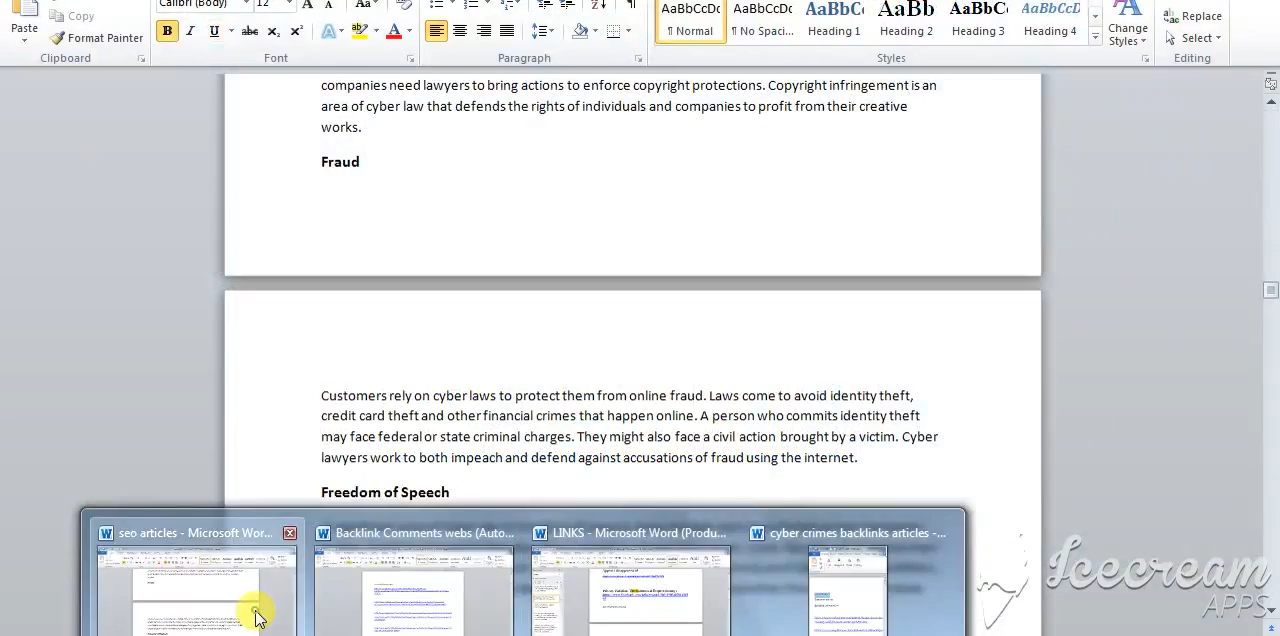 Calibri (Body) 12 Aa
AaBbCcDc AaBbCcDc AaBbCc AaBb AaBbC AaBbCcD
Copy
Paste
Format Painter
B I U abc x₂ x² A ab A
¶ Normal ¶ No Spaci... Heading 1 Heading 2 Heading 3 Heading 4
Change
Styles
Replace
Select
Clipboard Font Paragraph Styles Editing
companies need lawyers to bring actions to enforce copyright protections. Copyright infringement is an
area of cyber law that defends the rights of individuals and companies to profit from their creative
works.
Fraud
Customers rely on cyber laws to protect them from online fraud. Laws come to avoid identity theft,
credit card theft and other financial crimes that happen online. A person who commits identity theft
may face federal or state criminal charges. They might also face a civil action brought by a victim. Cyber
lawyers work to both impeach and defend against accusations of fraud using the internet.
Freedom of Speech
seo articles - Microsoft Wor... Backlink Comments webs (Auto... LINKS - Microsoft Word (Produ... cyber crimes backlinks articles -...
Icecream
APPS